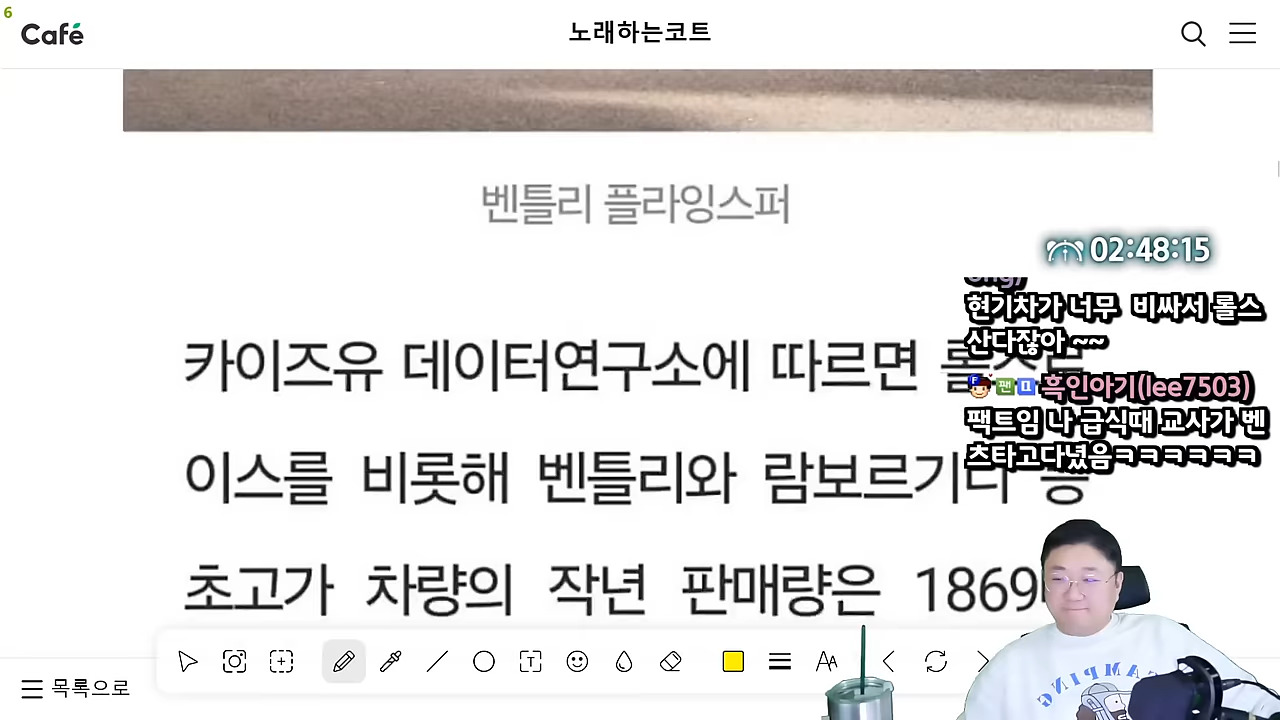 6
Café
노래하는코트
벤틀리 플라잉스퍼
02:48:15
현기차가 너무 비싸서 롤스
산다잖아 ~~
팬 흑인아기(lee7503)
팩트임 나 급식때 교사가 벤
츠타고다녔음ㅋㅋㅋㅋㅋㅋ
카이즈유 데이터연구소에 따르면
이스를 비롯해 벤틀리와 람보르기니 등
초고가 차량의 작년 판매량은 1869
T
AA
목록으로
CAMPING